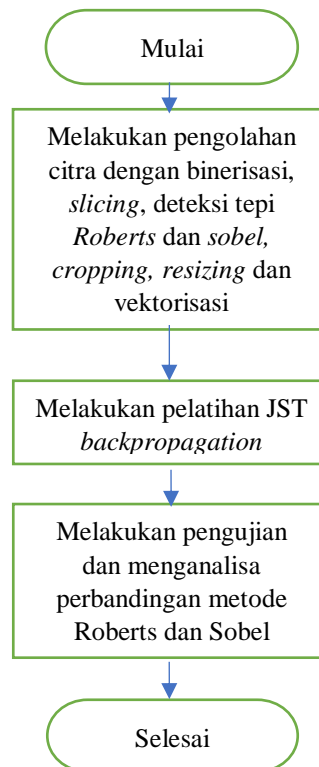 Mulai
Melakukan pengolahan
citra dengan binerisasi,
slicing, deteksi tepi
Roberts dan sobel,
cropping, resizing dan
vektorisasi
Melakukan pelatihan JST
backpropagation
Melakukan pengujian
dan menganalisa
perbandingan metode
Roberts dan Sobel
Selesai